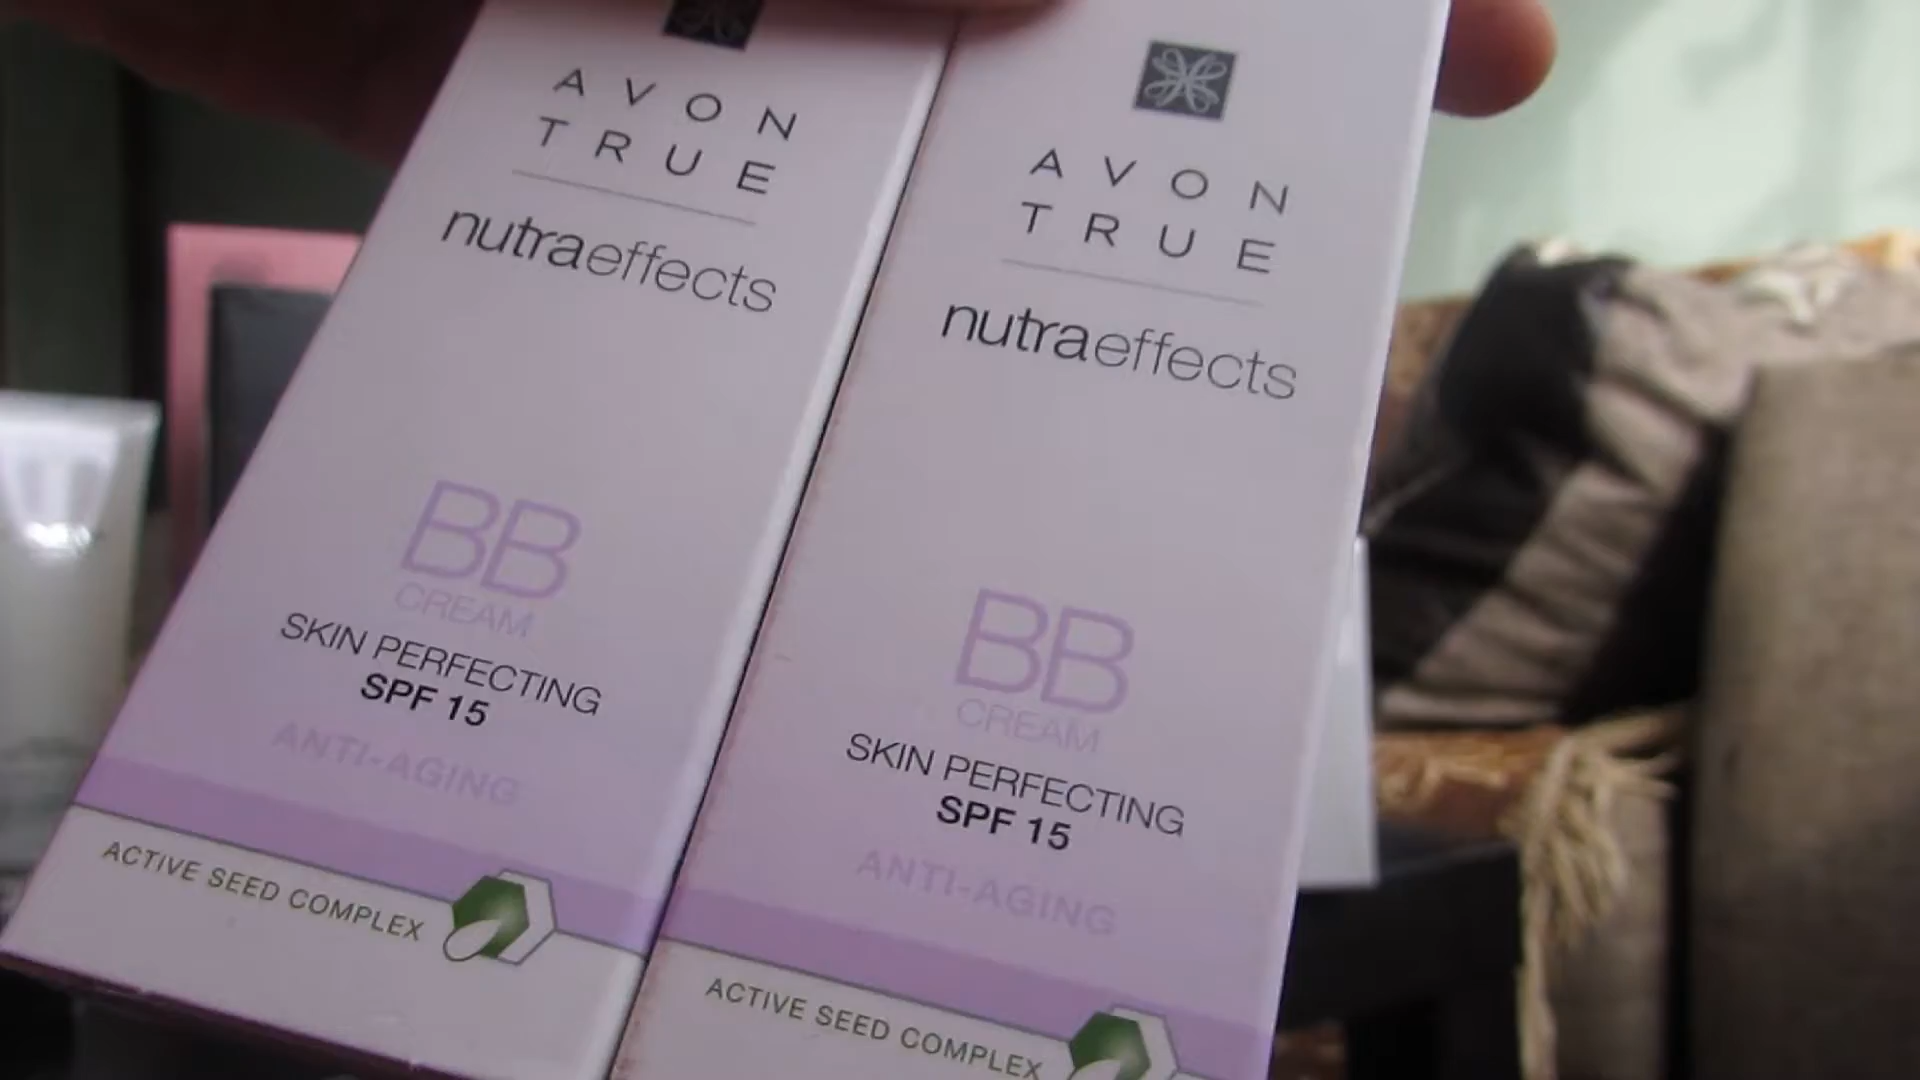 AVON
TRUE
nutraeffects
BB
CREAM
SKIN PERFECTING
SPF 15
ANTI-AGING
ACTIVE SEED COMPLEX
AVON
TRUE
nutraeffects
BB
CREAM
SKIN PERFECTING
SPF 15
ANTI-AGING
ACTIVE SEED COMPLEX